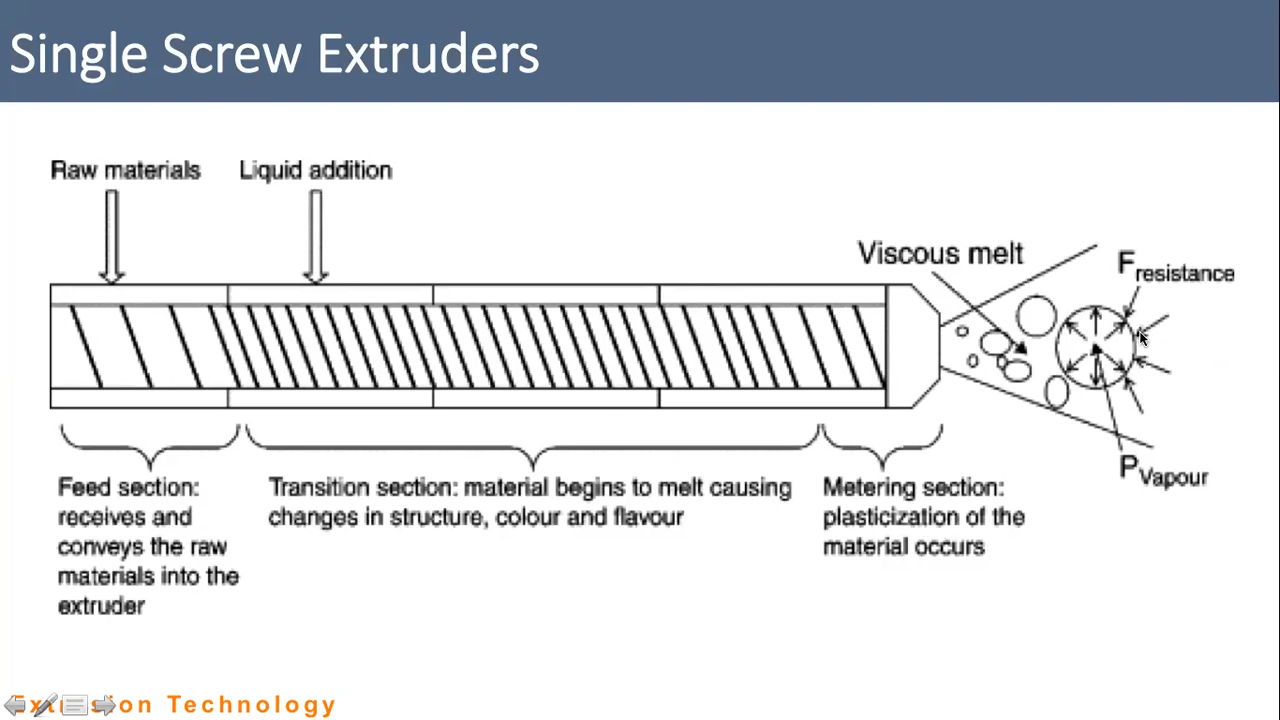 Single Screw Extruders
Raw materials
Liquid addition
Viscous melt
Fresistance
PVapour
Feed section:
receives and
conveys the raw
materials into the
extruder
Transition section: material begins to melt causing
changes in structure, colour and flavour
Metering section:
plasticization of the
material occurs
Extrusion Technology